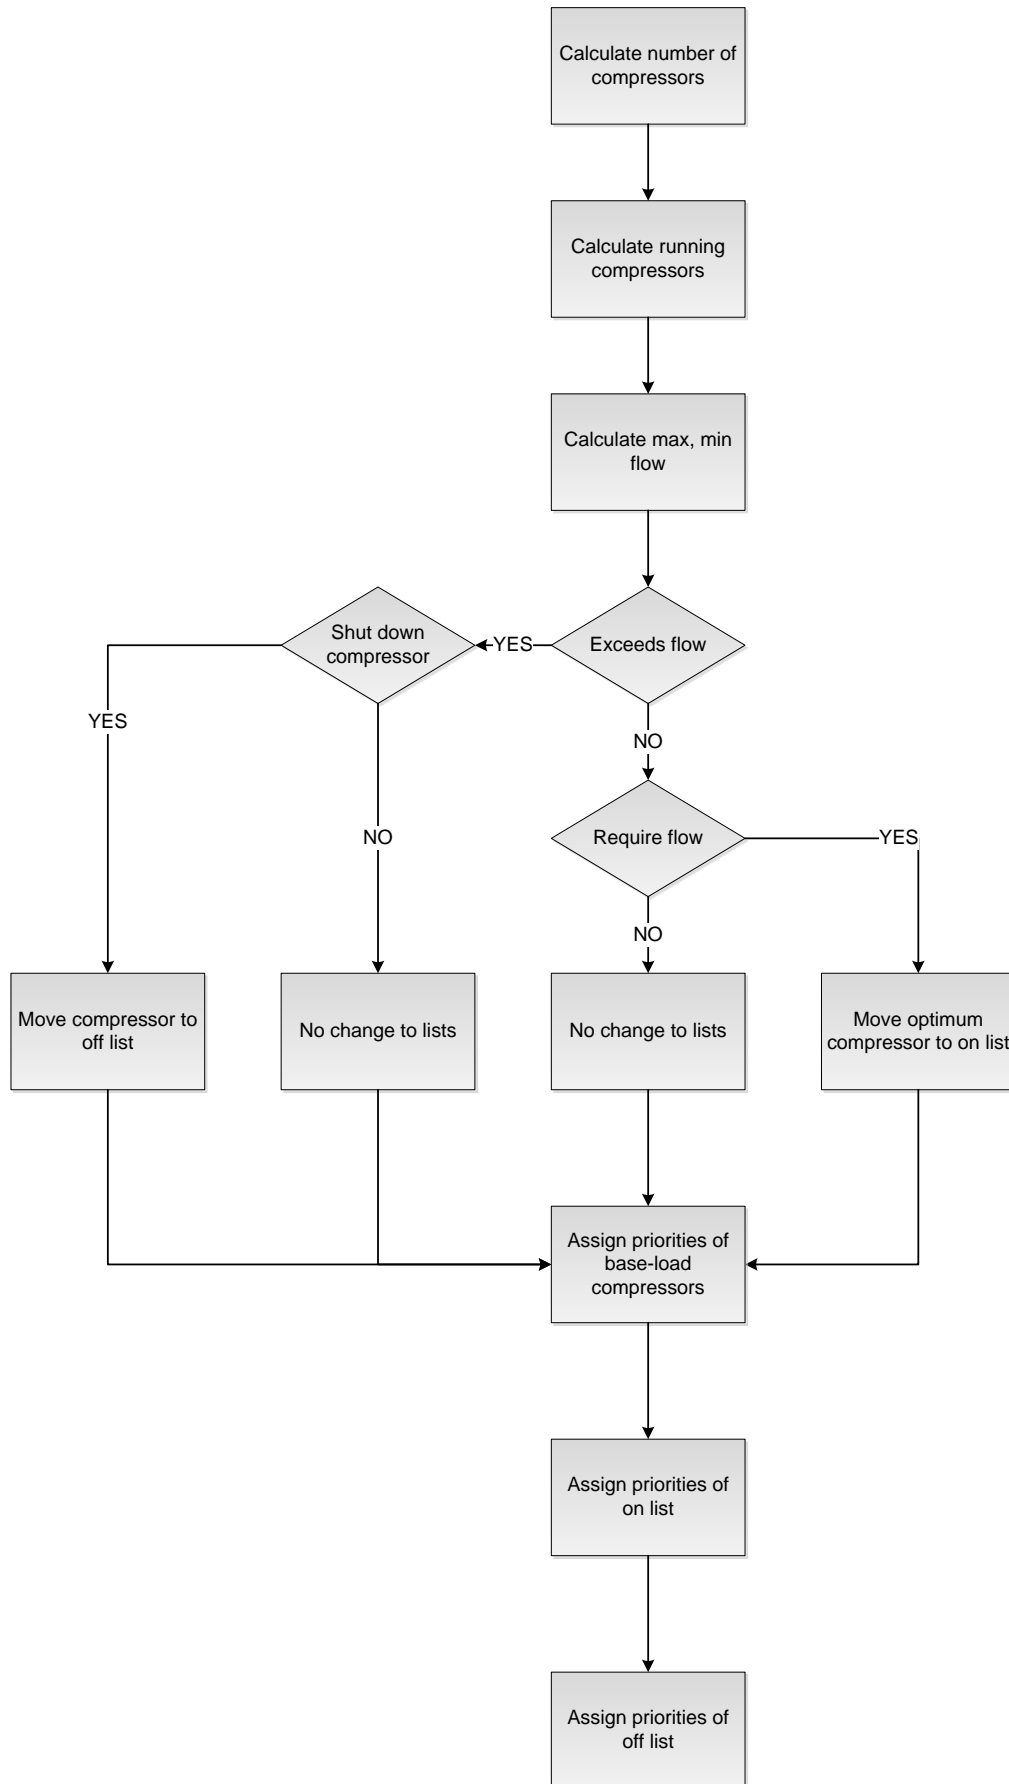 Calculate number of
compressors
Calculate running
compressors
Calculate max, min
flow
Shut down
compressor
YES
Exceeds flow
YES
NO
NO
Require flow
YES
NO
Move compressor to
off list
No change to lists
No change to lists
Move optimum
compressor to on list
Assign priorities of
base-load
compressors
Assign priorities of
on list
Assign priorities of
off list